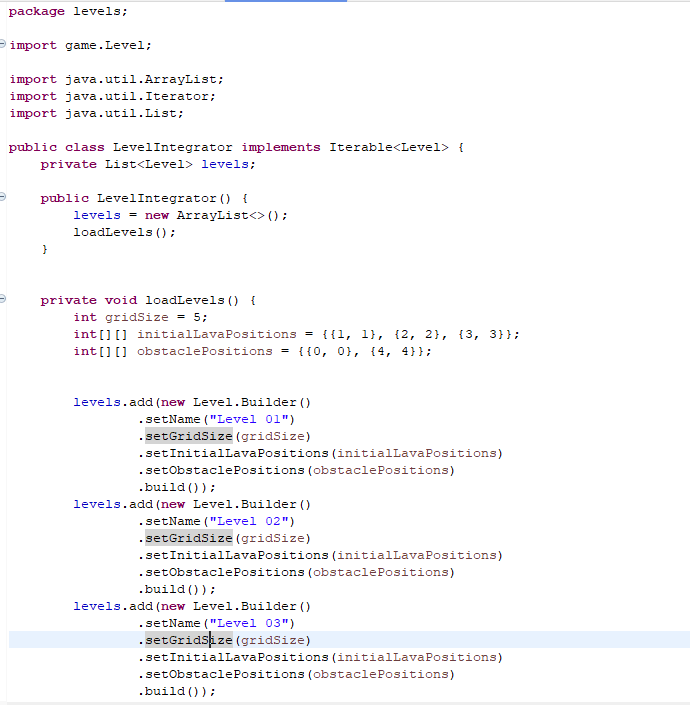 package levels;
import game.Level;
import java.util.ArrayList;
import java.util.Iterator;
import java.util.List;
public class LevelIntegrator implements Iterable<Level> {
    private List<Level> levels;
    public LevelIntegrator() {
        levels = new ArrayList<>();
        loadLevels();
    }
    private void loadLevels() {
        int gridSize = 5;
        int[][] initialLavaPositions = {{1, 1}, {2, 2}, {3, 3}};
        int[][] obstaclePositions = {{0, 0}, {4, 4}};
        levels.add(new Level.Builder()
                .setName("Level 01")
                .setGridSize(gridSize)
                .setInitialLavaPositions(initialLavaPositions)
                .setObstaclePositions(obstaclePositions)
                .build());
        levels.add(new Level.Builder()
                .setName("Level 02")
                .setGridSize(gridSize)
                .setInitialLavaPositions(initialLavaPositions)
                .setObstaclePositions(obstaclePositions)
                .build());
        levels.add(new Level.Builder()
                .setName("Level 03")
                .setGridSize(gridSize)
                .setInitialLavaPositions(initialLavaPositions)
                .setObstaclePositions(obstaclePositions)
                .build());